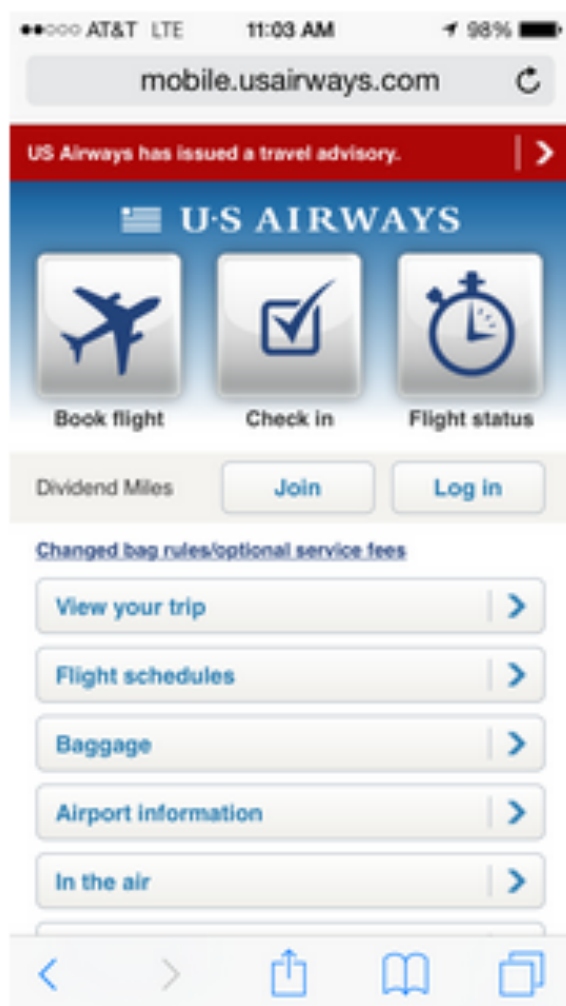 AT&T LTE 11:03 AM 98%
mobile.usairways.com
US Airways has issued a travel advisory.
U·S AIRWAYS
Book flight Check in Flight status
Dividend Miles Join Log in
Changed bag rules/optional service fees
View your trip
Flight schedules
Baggage
Airport information
In the air